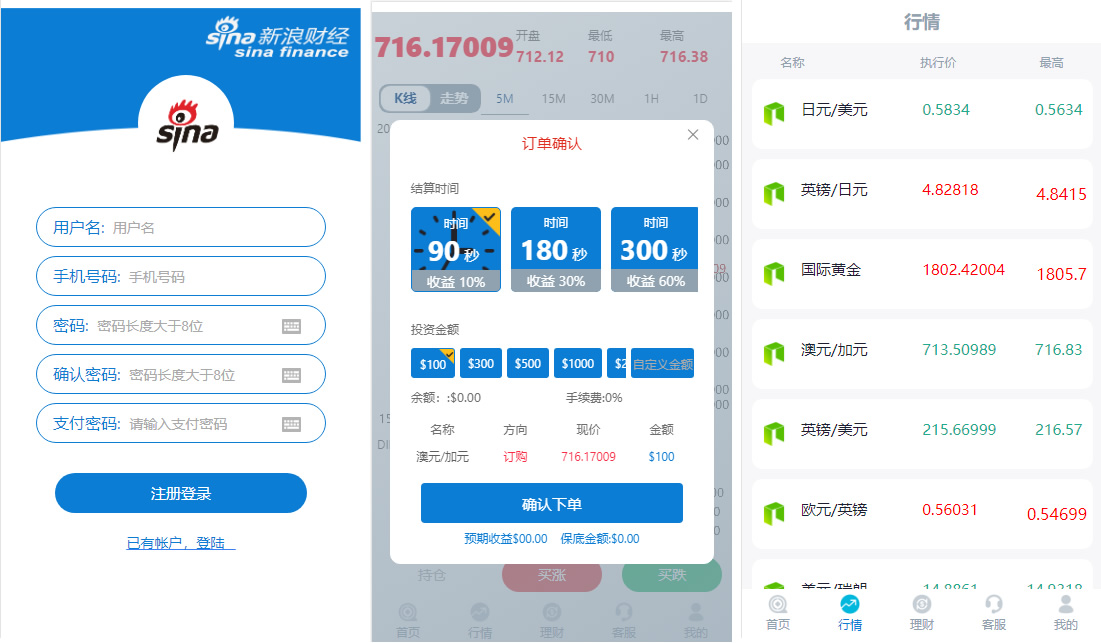 sina 新浪财经
sina finance
sina
用户名: 用户名
手机号码: 手机号码
密码: 密码长度大于8位
确认密码: 密码长度大于8位
支付密码: 请输入支付密码
注册登录
已有帐户，登陆
716.17009
开盘 最低 最高
712.12 710 716.38
K线 走势 5M 15M 30M 1H 1D
订单确认
结算时间
时间 时间 时间
90 秒 180 秒 300 秒
收益 10% 收益 30% 收益 60%
投资金额
$100 $300 $500 $1000 自定义金额
余额：:$0.00 手续费:0%
名称 方向 现价 金额
澳元/加元 订购 716.17009 $100
确认下单
预期收益$00.00 保底金额:$0.00
持仓 买涨 买跌
首页 行情 理财 客服 我的
行情
名称 执行价 最高
日元/美元 0.5834 0.5634
英镑/日元 4.82818 4.8415
国际黄金 1802.42004 1805.7
澳元/加元 713.50989 716.83
英镑/美元 215.66999 216.57
欧元/英镑 0.56031 0.54699
美元/瑞朗 14.8861 14.9318
首页 行情 理财 客服 我的